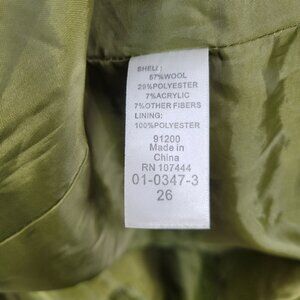 SHELL:
57%WOOL
29%POLYESTER
7%ACRYLIC
7%OTHER FIBERS
LINING:
100%POLYESTER
91200
Made in
China
RN 107444
01-0347-3
26